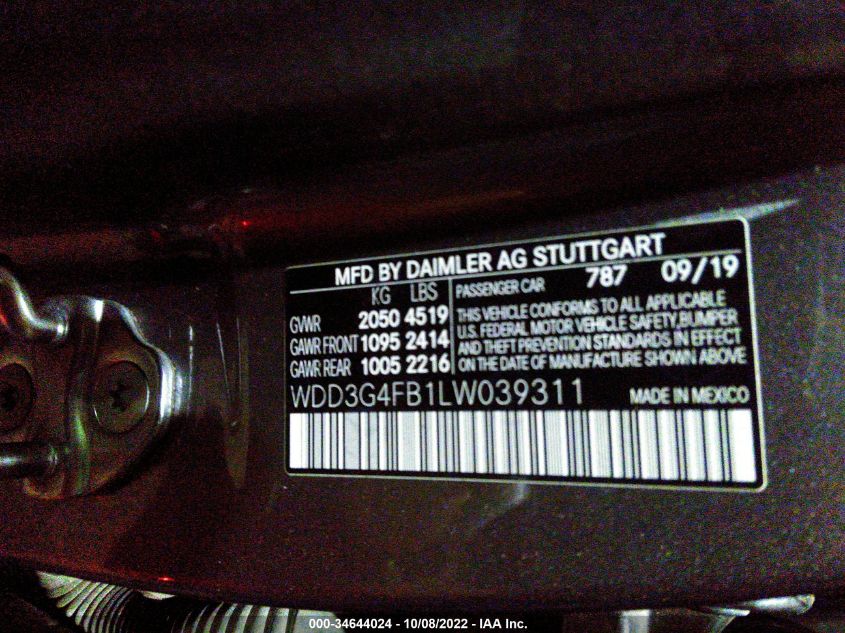 MFD BY DAIMLER AG STUTTGART
KG LBS
GVWR 2050 4519
GAWR FRONT 1095 2414
GAWR REAR 1005 2216
PASSENGER CAR 787 09/19
THIS VEHICLE CONFORMS TO ALL APPLICABLE
U.S. FEDERAL MOTOR VEHICLE SAFETY, BUMPER
AND THEFT PREVENTION STANDARDS IN EFFECT
ON THE DATE OF MANUFACTURE SHOWN ABOVE
WDD3G4FB1LW039311 MADE IN MEXICO
000-34644024 - 10/08/2022 - IAA Inc.